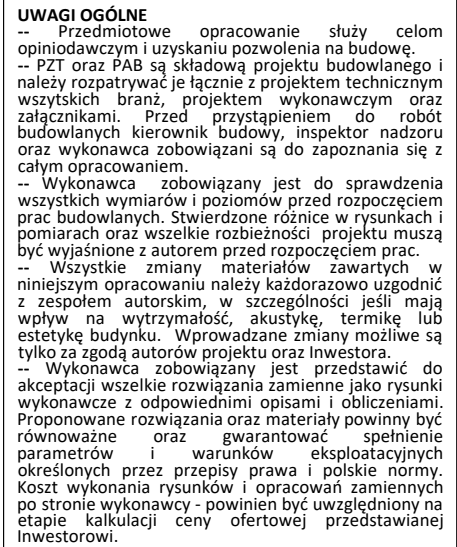 UWAGI OGÓLNE
-- Przedmiotowe opracowanie służy celom
opiniodawczym i uzyskaniu pozwolenia na budowę.
-- PZT oraz PAB są składową projektu budowlanego i
należy rozpatrywać je łącznie z projektem technicznym
wszytskich branż, projektem wykonawczym oraz
załącznikami. Przed przystąpieniem do robót
budowlanych kierownik budowy, inspektor nadzoru
oraz wykonawca zobowiązani są do zapoznania się z
całym opracowaniem.
-- Wykonawca zobowiązany jest do sprawdzenia
wszystkich wymiarów i poziomów przed rozpoczęciem
prac budowlanych. Stwierdzone różnice w rysunkach i
pomiarach oraz wszelkie rozbieżności projektu muszą
być wyjaśnione z autorem przed rozpoczęciem prac.
-- Wszystkie zmiany materiałów zawartych w
niniejszym opracowaniu należy każdorazowo uzgodnić
z zespołem autorskim, w szczególności jeśli mają
wpływ na wytrzymałość, akustykę, termikę lub
estetykę budynku. Wprowadzane zmiany możliwe są
tylko za zgodą autorów projektu oraz Inwestora.
-- Wykonawca zobowiązany jest przedstawić do
akceptacji wszelkie rozwiązania zamienne jako rysunki
wykonawcze z odpowiednimi opisami i obliczeniami.
Proponowane rozwiązania oraz materiały powinny być
równoważne oraz gwarantować spełnienie
parametrów i warunków eksploatacyjnych
określonych przez przepisy prawa i polskie normy.
Koszt wykonania rysunków i opracowań zamiennych
po stronie wykonawcy - powinien być uwzględniony na
etapie kalkulacji ceny ofertowej przedstawianej
Inwestorowi.